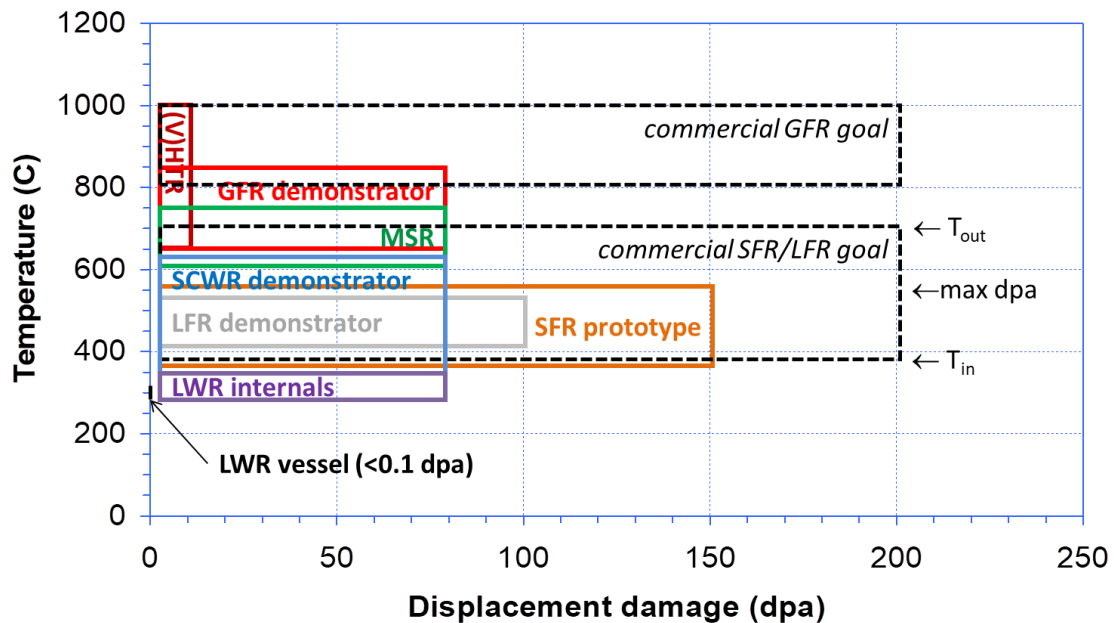 1200
1000
800
600
400
200
0
Temperature (C)
(V)HTR
commercial GFR goal
GFR demonstrator
MSR
← Tout
commercial SFR/LFR goal
SCWR demonstrator
←max dpa
LFR demonstrator
SFR prototype
← Tin
LWR internals
LWR vessel (<0.1 dpa)
0 50 100 150 200 250
Displacement damage (dpa)